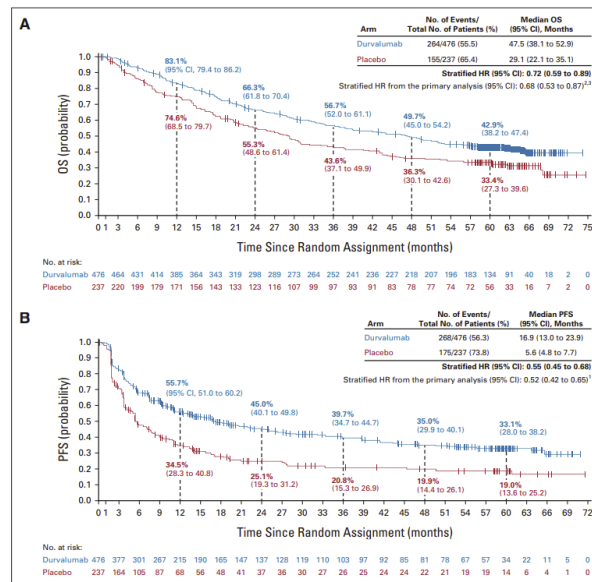 A
No. of Events/ Median OS
Arm Total No. of Patients (%) (95% CI), Months
Durvalumab 264/476 (55.5) 47.5 (38.1 to 52.9)
Placebo 155/237 (65.4) 29.1 (22.1 to 35.1)
Stratified HR (95% CI): 0.72 (0.59 to 0.89)
Stratified HR from the primary analysis (95% CI): 0.68 (0.53 to 0.87)2,3
OS (probability)
1.0
0.9
0.8
0.7
0.6
0.5
0.4
0.3
0.2
0.1
83.1%
(95% CI, 79.4 to 86.2)
66.3%
(61.8 to 70.4)
56.7%
(52.0 to 61.1)
49.7%
(45.0 to 54.2)
42.9%
(38.2 to 47.4)
74.6%
(68.5 to 79.7)
55.3%
(48.6 to 61.4)
43.6%
(37.1 to 49.9)
36.3%
(30.1 to 42.6)
33.4%
(27.3 to 39.6)
0 1 3 6 9 12 15 18 21 24 27 30 33 36 39 42 45 48 51 54 57 60 63 66 69 72 75
Time Since Random Assignment (months)
No. at risk:
Durvalumab 476 464 431 414 385 364 343 319 298 289 273 264 252 241 236 227 218 207 196 183 134 91 40 18 2 0
Placebo 237 220 199 179 171 156 143 133 123 116 107 99 97 93 91 83 78 77 74 72 56 33 16 7 2 0
B
No. of Events/ Median PFS
Arm Total No. of Patients (%) (95% CI), Months
Durvalumab 268/476 (56.3) 16.9 (13.0 to 23.9)
Placebo 175/237 (73.8) 5.6 (4.8 to 7.7)
Stratified HR (95% CI): 0.55 (0.45 to 0.68)
Stratified HR from the primary analysis (95% CI): 0.52 (0.42 to 0.65)1
PFS (probability)
1.0
0.9
0.8
0.7
0.6
0.5
0.4
0.3
0.2
0.1
55.7%
(95% CI, 51.0 to 60.2)
45.0%
(40.1 to 49.8)
39.7%
(34.7 to 44.7)
35.0%
(29.9 to 40.1)
33.1%
(28.0 to 38.2)
34.5%
(28.3 to 40.8)
25.1%
(19.3 to 31.2)
20.8%
(15.3 to 26.9)
19.9%
(14.4 to 26.1)
19.0%
(13.6 to 25.2)
0 1 3 6 9 12 15 18 21 24 27 30 33 36 39 42 45 48 51 54 57 60 63 66 69 72
Time Since Random Assignment (months)
No. at risk:
Durvalumab 476 377 301 267 215 190 165 147 137 128 119 110 103 97 92 85 81 78 67 57 34 22 11 5 0
Placebo 237 164 105 87 68 56 48 41 37 36 30 27 26 25 24 24 22 21 19 19 14 6 4 1 0